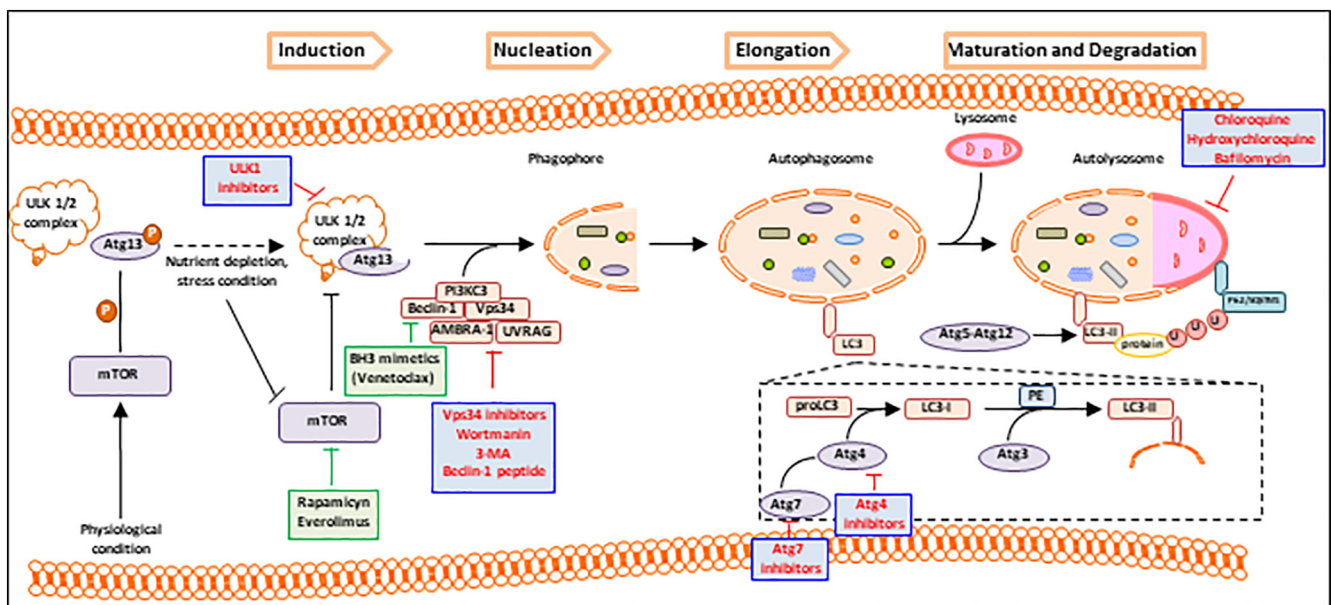 Induction
Nucleation
Elongation
Maturation and Degradation
Lysosome
Chloroquine
Hydroxychloroquine
Bafilomycin
Phagophore
Autophagosome
Autolysosome
ULK1
inhibitors
ULK 1/2
complex
Atg13
P
ULK 1/2
complex
Atg13
Nutrient depletion,
stress condition
P
mTOR
Physiological
condition
PI3KC3
Beclin-1
Vps34
AMBRA-1
UVRAG
BH3 mimetics
(Venetoclax)
mTOR
Rapamicyn
Everolimus
Vps34 inhibitors
Wortmanin
3-MA
Beclin-1 peptide
LC3
Atg5-Atg12
LC3-II
protein
U
U
U
proLC3
LC3-I
PE
LC3-II
Atg4
Atg3
Atg7
Atg4
inhibitors
Atg7
inhibitors